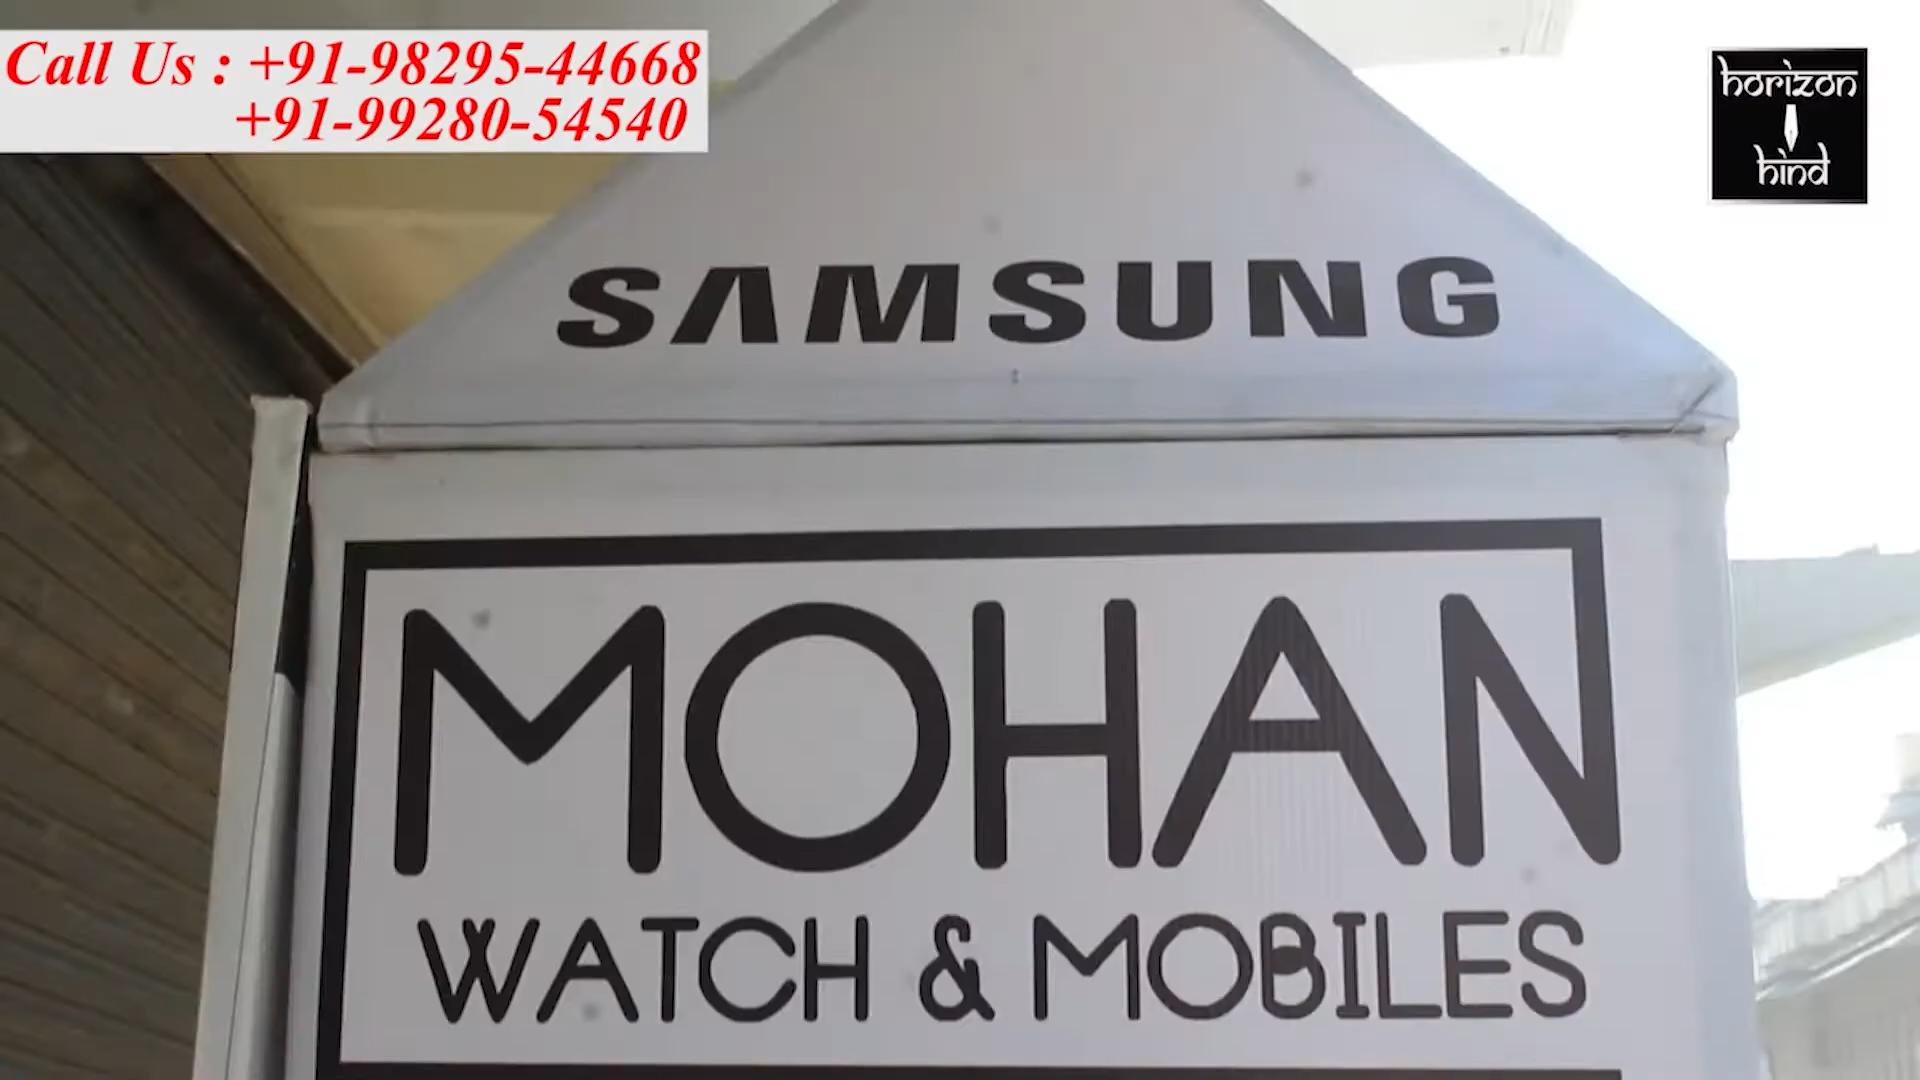 Call Us : +91-98295-44668
+91-99280-54540
horizon
hind
SAMSUNG
MOHAN
WATCH & MOBILES